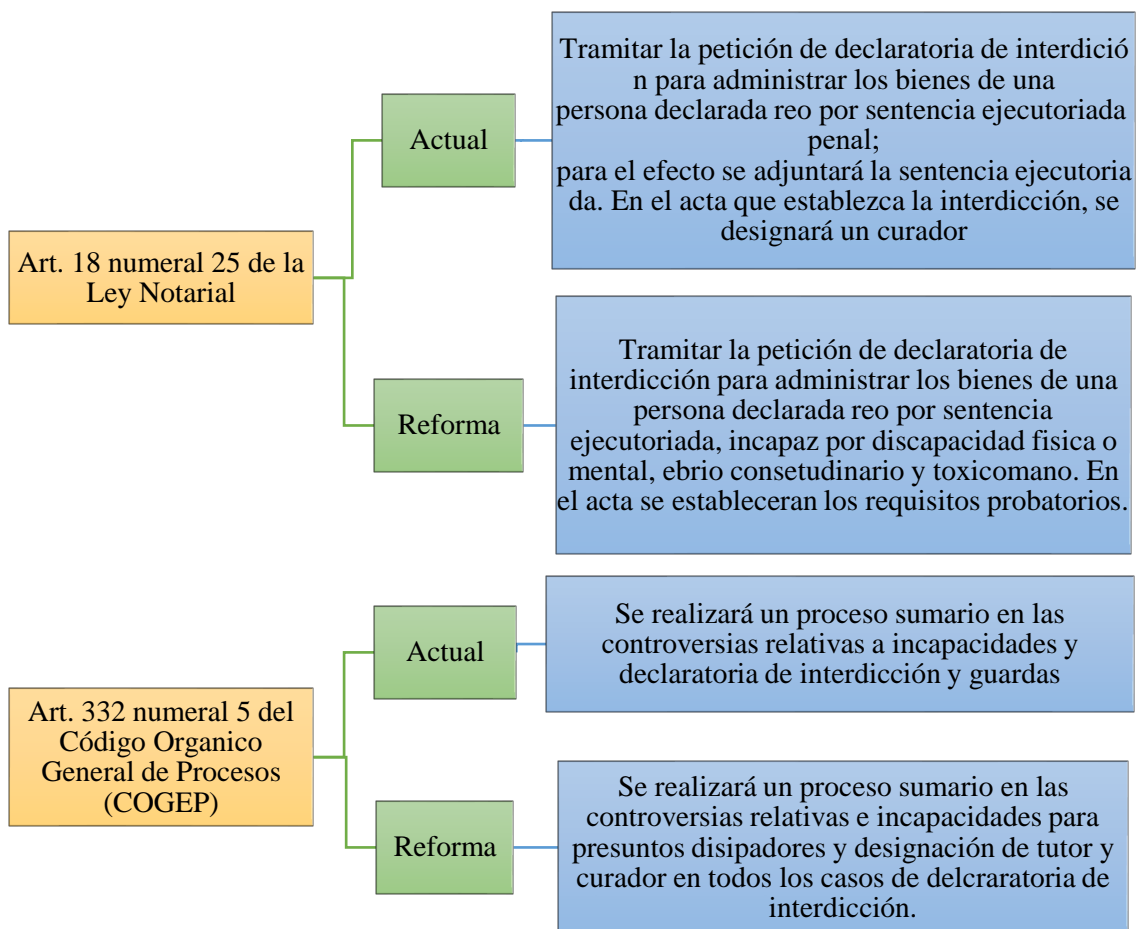 Art. 18 numeral 25 de la
Ley Notarial
Actual
Tramitar la petición de declaratoria de interdició
n para administrar los bienes de una
persona declarada reo por sentencia ejecutoriada
penal;
para el efecto se adjuntará la sentencia ejecutoria
da. En el acta que establezca la interdicción, se
designará un curador
Reforma
Tramitar la petición de declaratoria de
interdicción para administrar los bienes de una
persona declarada reo por sentencia
ejecutoriada, incapaz por discapacidad fisica o
mental, ebrio consetudinario y toxicomano. En
el acta se estableceran los requisitos probatorios.
Art. 332 numeral 5 del
Código Organico
General de Procesos
(COGEP)
Actual
Se realizará un proceso sumario en las
controversias relativas a incapacidades y
declaratoria de interdicción y guardas
Reforma
Se realizará un proceso sumario en las
controversias relativas e incapacidades para
presuntos disipadores y designación de tutor y
curador en todos los casos de delcraratoria de
interdicción.